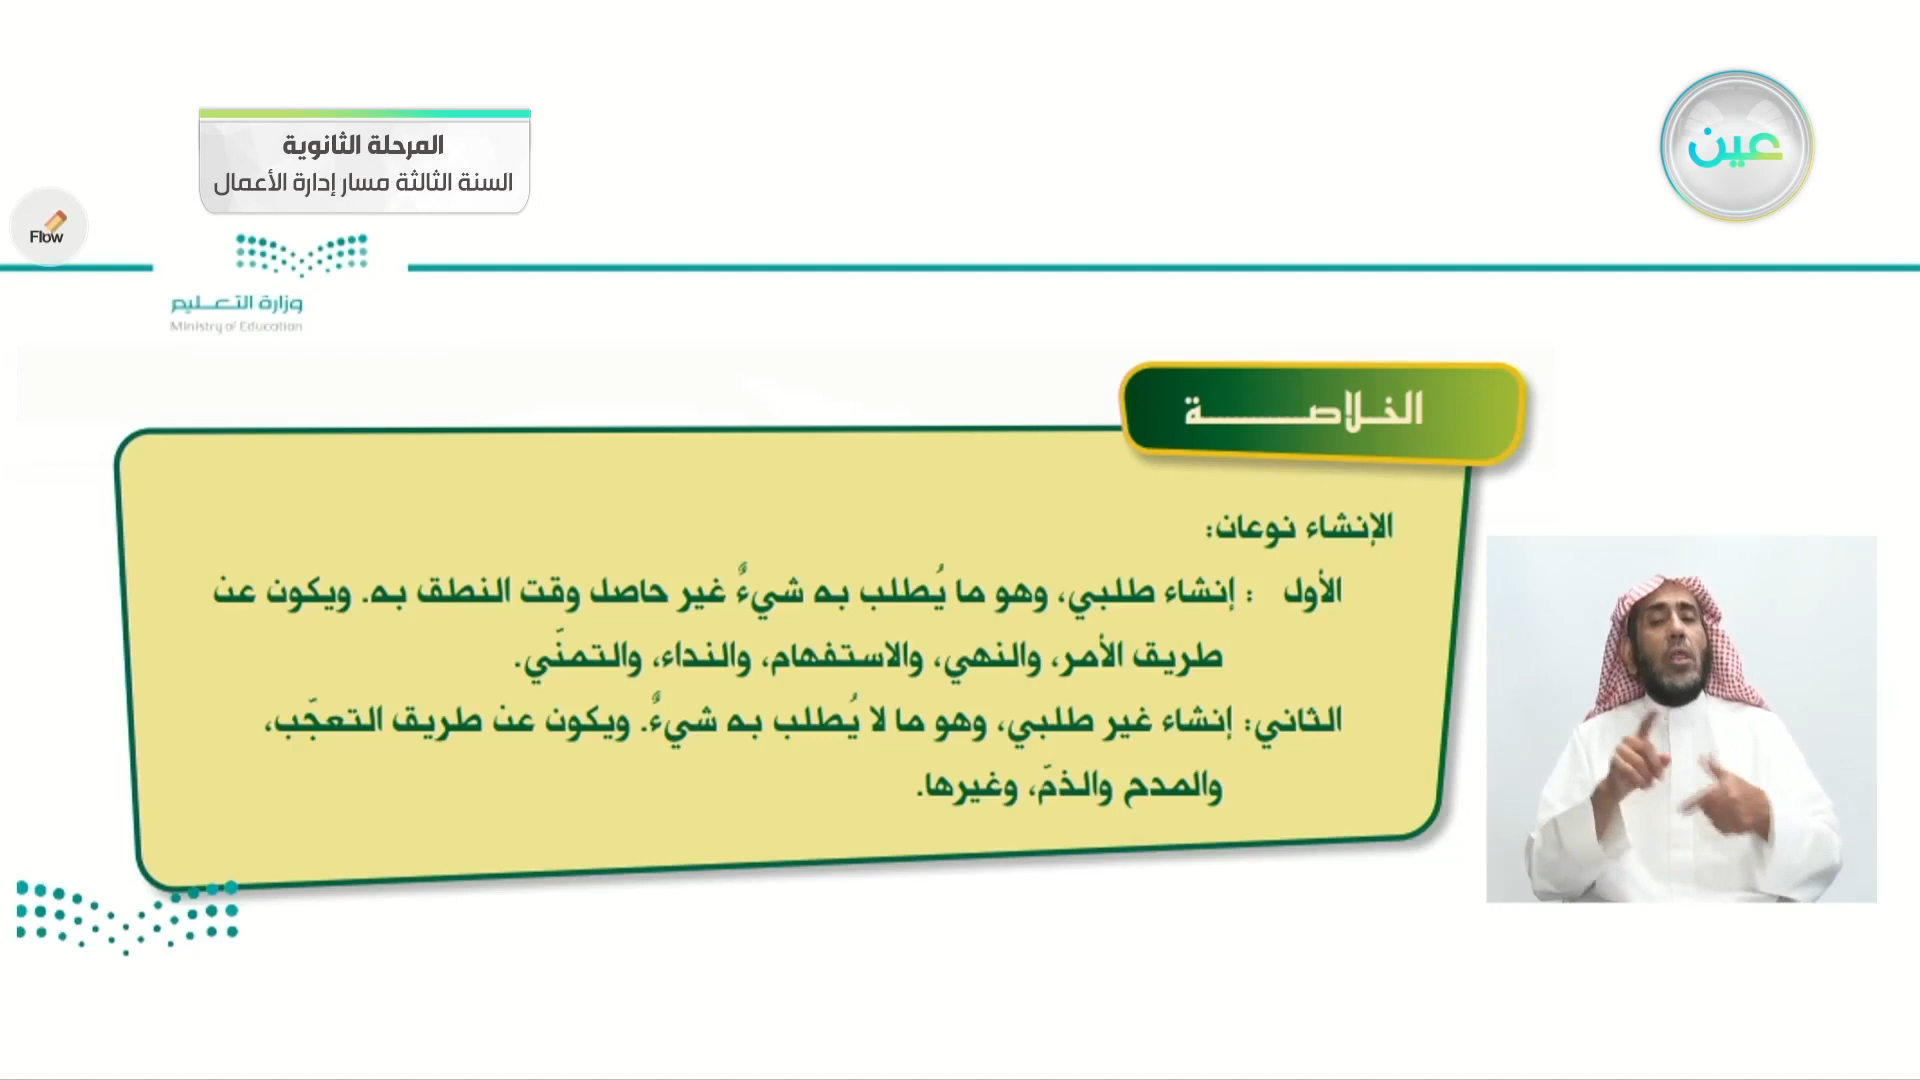 المرحلة الثانوية
السنة الثالثة مسار إدارة الأعمال
عين
Flow
وزارة التعليم
Ministry of Education
الخلاصة
الإنشاء نوعان:
الأول : إنشاء طلبي، وهو ما يُطلب به شيءٌ غير حاصل وقت النطق به. ويكون عن
طريق الأمر، والنهي، والاستفهام، والنداء، والتمنّي.
الثاني: إنشاء غير طلبي، وهو ما لا يُطلب به شيءٌ. ويكون عن طريق التعجّب،
والمدح والذمّ، وغيرها.